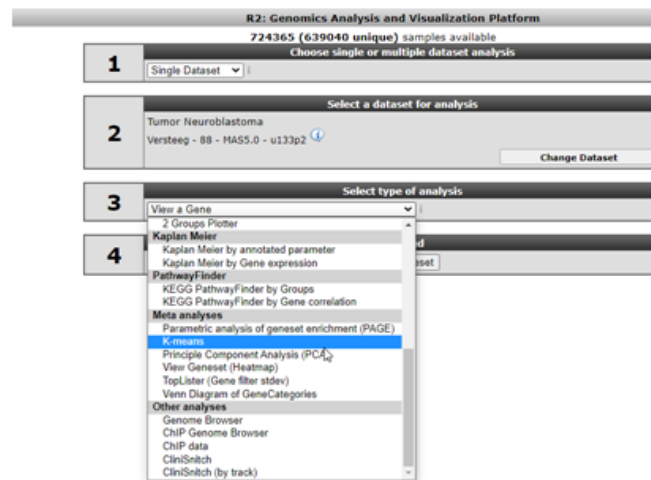 R2: Genomics Analysis and Visualization Platform
724365 (639040 unique) samples available
1
Choose single or multiple dataset analysis
Single Dataset
i
2
Select a dataset for analysis
Tumor Neuroblastoma
Versteeg - 88 - MAS5.0 - u133p2
i
Change Dataset
3
Select type of analysis
View a Gene
i
2 Groups Plotter
Kaplan Meier
Kaplan Meier by annotated parameter
Kaplan Meier by Gene expression
PathwayFinder
KEGG PathwayFinder by Groups
KEGG PathwayFinder by Gene correlation
Meta analyses
Parametric analysis of geneset enrichment (PAGE)
K-means
Principle Component Analysis (PCA
View Geneset (Heatmap)
TopLister (Gene filter stdev)
Venn Diagram of GeneCategories
Other analyses
Genome Browser
ChIP Genome Browser
ChIP data
CliniSnitch
CliniSnitch (by track)
4